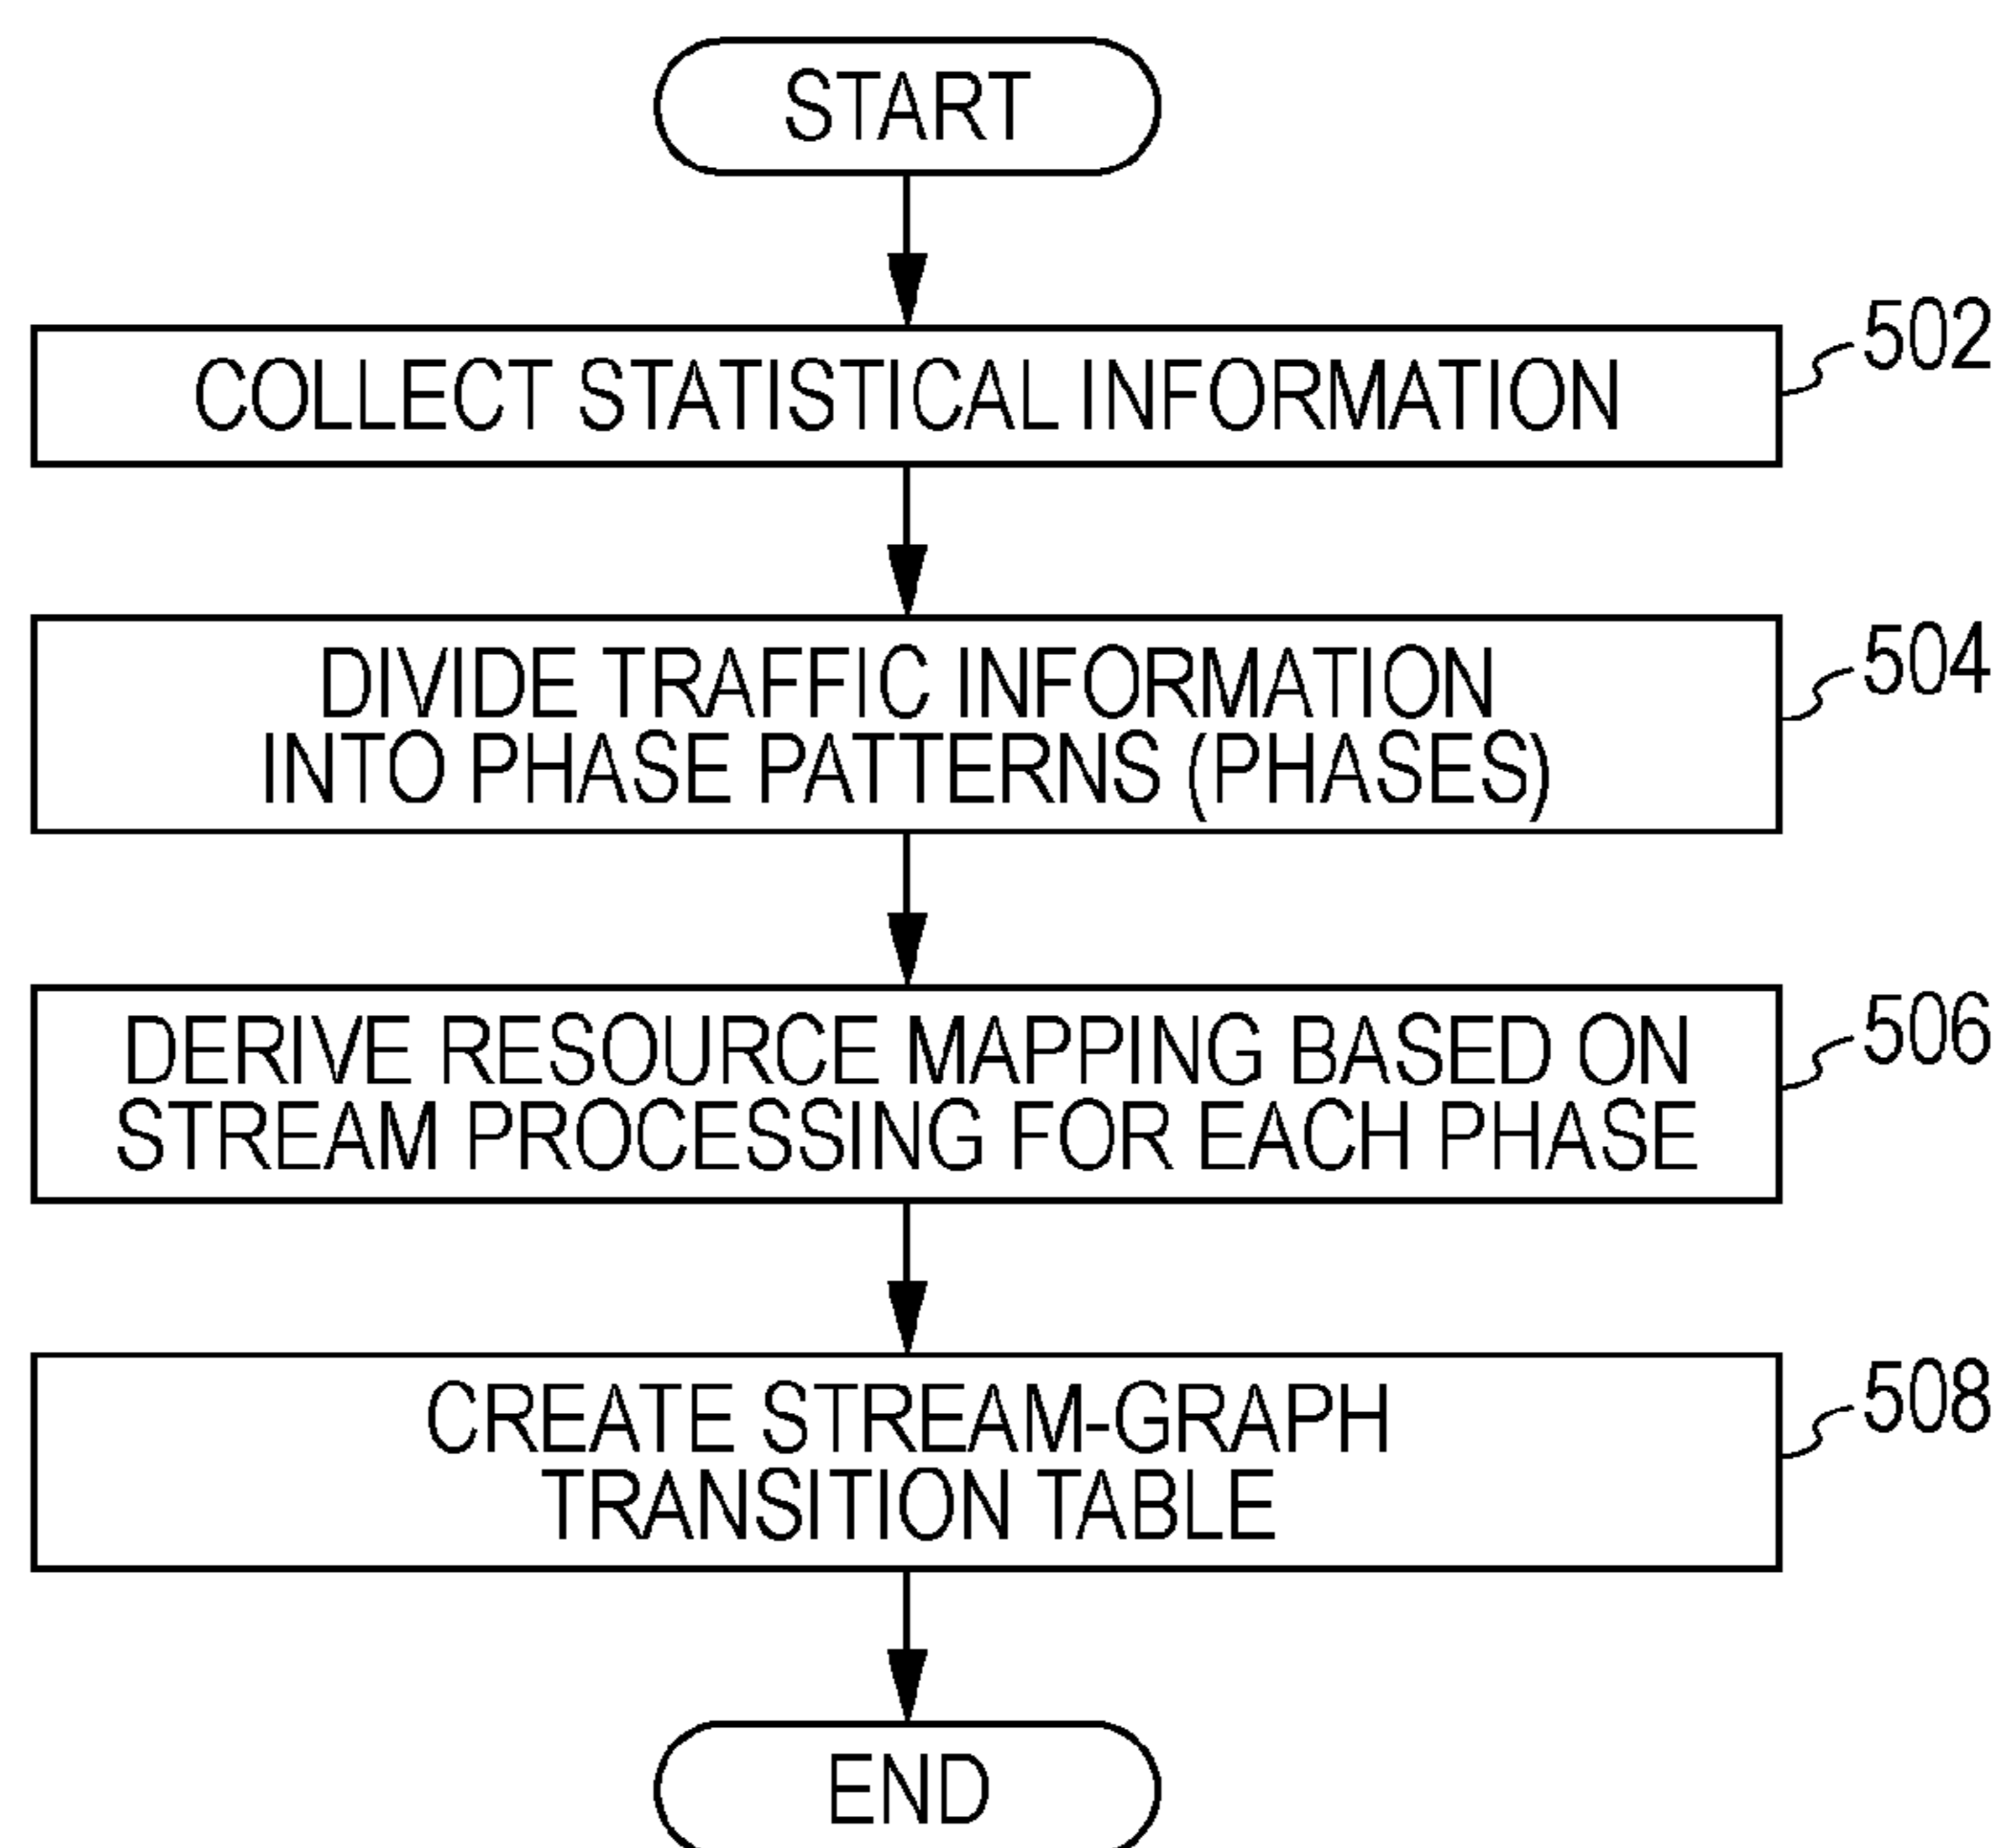 START
COLLECT STATISTICAL INFORMATION
502
DIVIDE TRAFFIC INFORMATION
INTO PHASE PATTERNS (PHASES)
504
DERIVE RESOURCE MAPPING BASED ON
STREAM PROCESSING FOR EACH PHASE
506
CREATE STREAM-GRAPH
TRANSITION TABLE
508
END